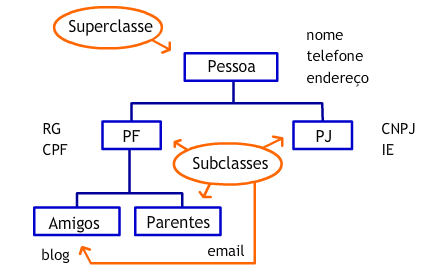 Superclasse
nome
telefone
endereço
Pessoa
RG
CPF
PF
PJ
CNPJ
IE
Subclasses
Amigos
Parentes
blog
email